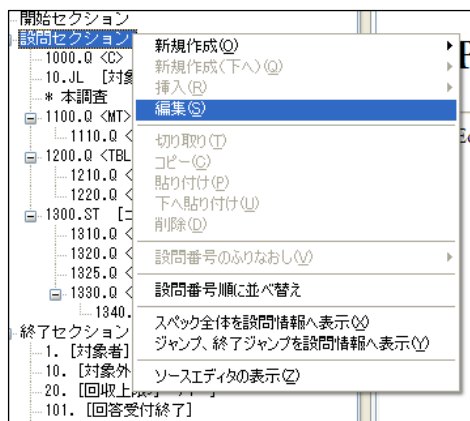 開始セクション
設問セクション
1000.Q <C>
10.JL [対象
* 本調査
1100.Q <MT>
1110.Q <
1200.Q <TBL
1210.Q <
1220.Q <
1300.ST [
1310.Q <
1320.Q <
1325.Q <
1330.Q <
1340.
終了セクション
1. [対象者]
10. [対象外
20. [回収上
101. [回答受付終了]
新規作成(O)
新規作成(下へ)(Q)
挿入(R)
編集(S)
切り取り(T)
コピー(C)
貼り付け(P)
下へ貼り付け(U)
削除(D)
設問番号のふりなおし(V)
設問番号順に並べ替え
スペック全体を設問情報へ表示(X)
ジャンプ、終了ジャンプを設問情報へ表示(Y)
ソースエディタの表示(Z)